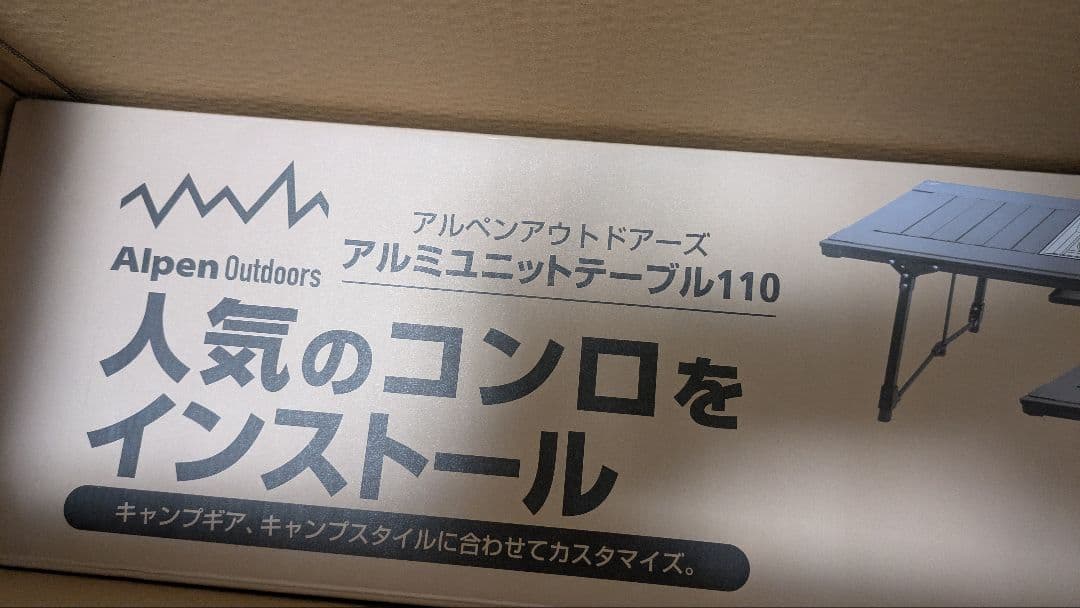 Alpen Outdoors
アルペンアウトドアーズ
アルミユニットテーブル110
人気のコンロを
インストール
キャンプギア、キャンプスタイルに合わせてカスタマイズ。